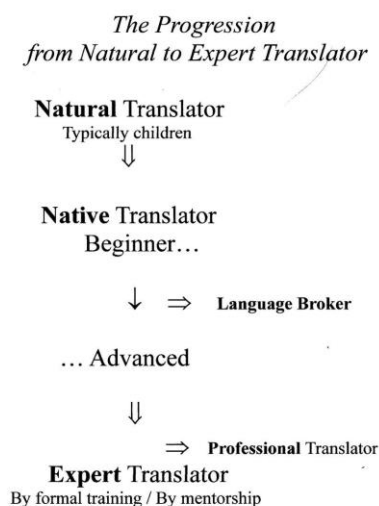 The Progression
from Natural to Expert Translator
Natural Translator
Typically children
⇓
Native Translator
Beginner…
↓ ⇒ Language Broker
… Advanced
⇓
⇒ Professional Translator
Expert Translator
By formal training / By mentorship